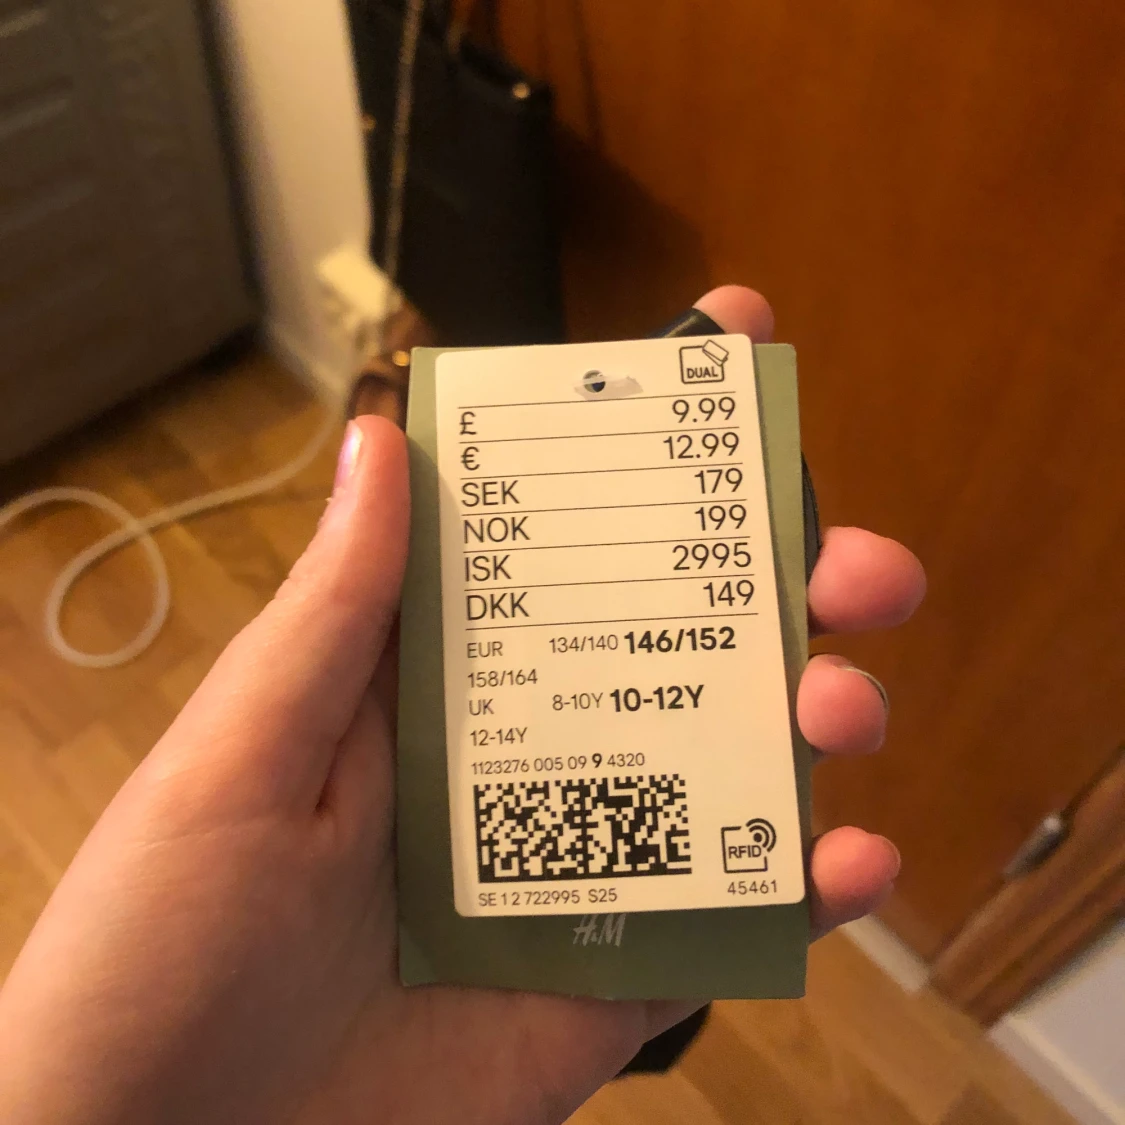 DUAL
£ 9.99
€ 12.99
SEK 179
NOK 199
ISK 2995
DKK 149
EUR 134/140 146/152
158/164
UK 8-10Y 10-12Y
12-14Y
1123276 005 09 9 4320
RFID
SE 1 2 722995 S25 45461
H&M